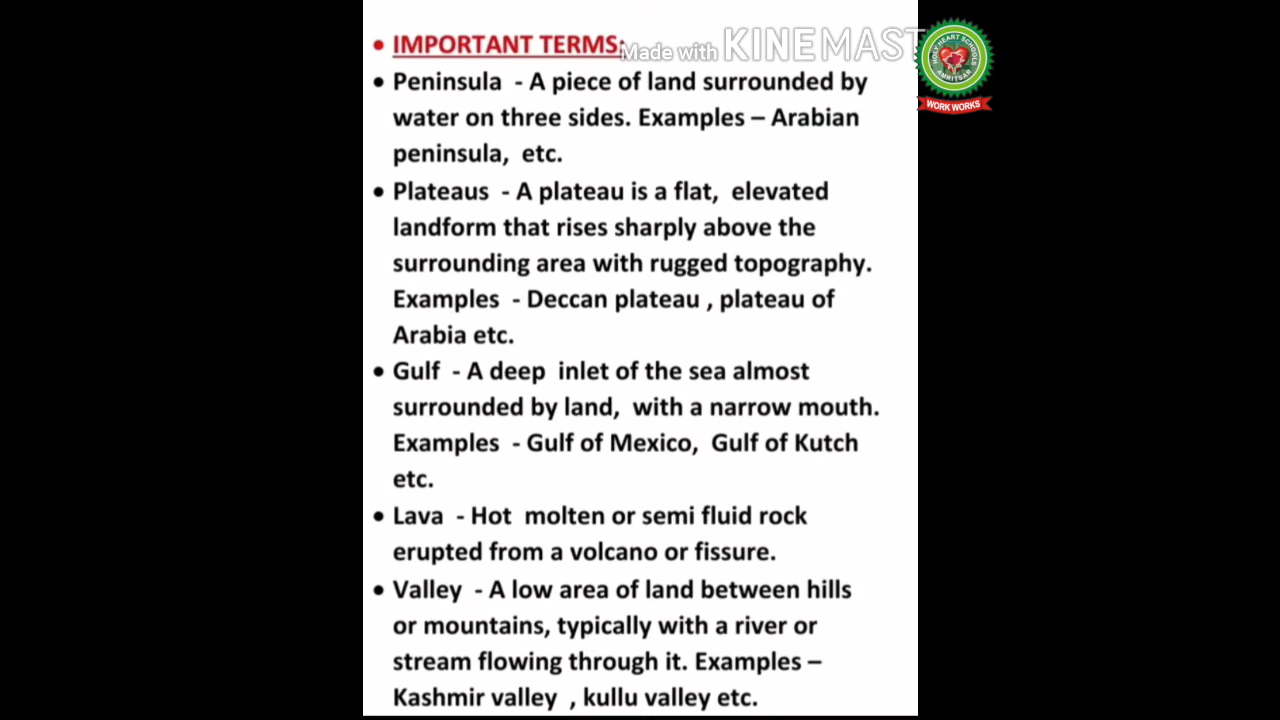 • IMPORTANT TERMS:
Made with KINEMAST
HOLY HEART SCHOOLS
AMRITSAR
WORK WORKS
• Peninsula - A piece of land surrounded by
water on three sides. Examples – Arabian
peninsula, etc.
• Plateaus - A plateau is a flat, elevated
landform that rises sharply above the
surrounding area with rugged topography.
Examples - Deccan plateau , plateau of
Arabia etc.
• Gulf - A deep inlet of the sea almost
surrounded by land, with a narrow mouth.
Examples - Gulf of Mexico, Gulf of Kutch
etc.
• Lava - Hot molten or semi fluid rock
erupted from a volcano or fissure.
• Valley - A low area of land between hills
or mountains, typically with a river or
stream flowing through it. Examples –
Kashmir valley , kullu valley etc.